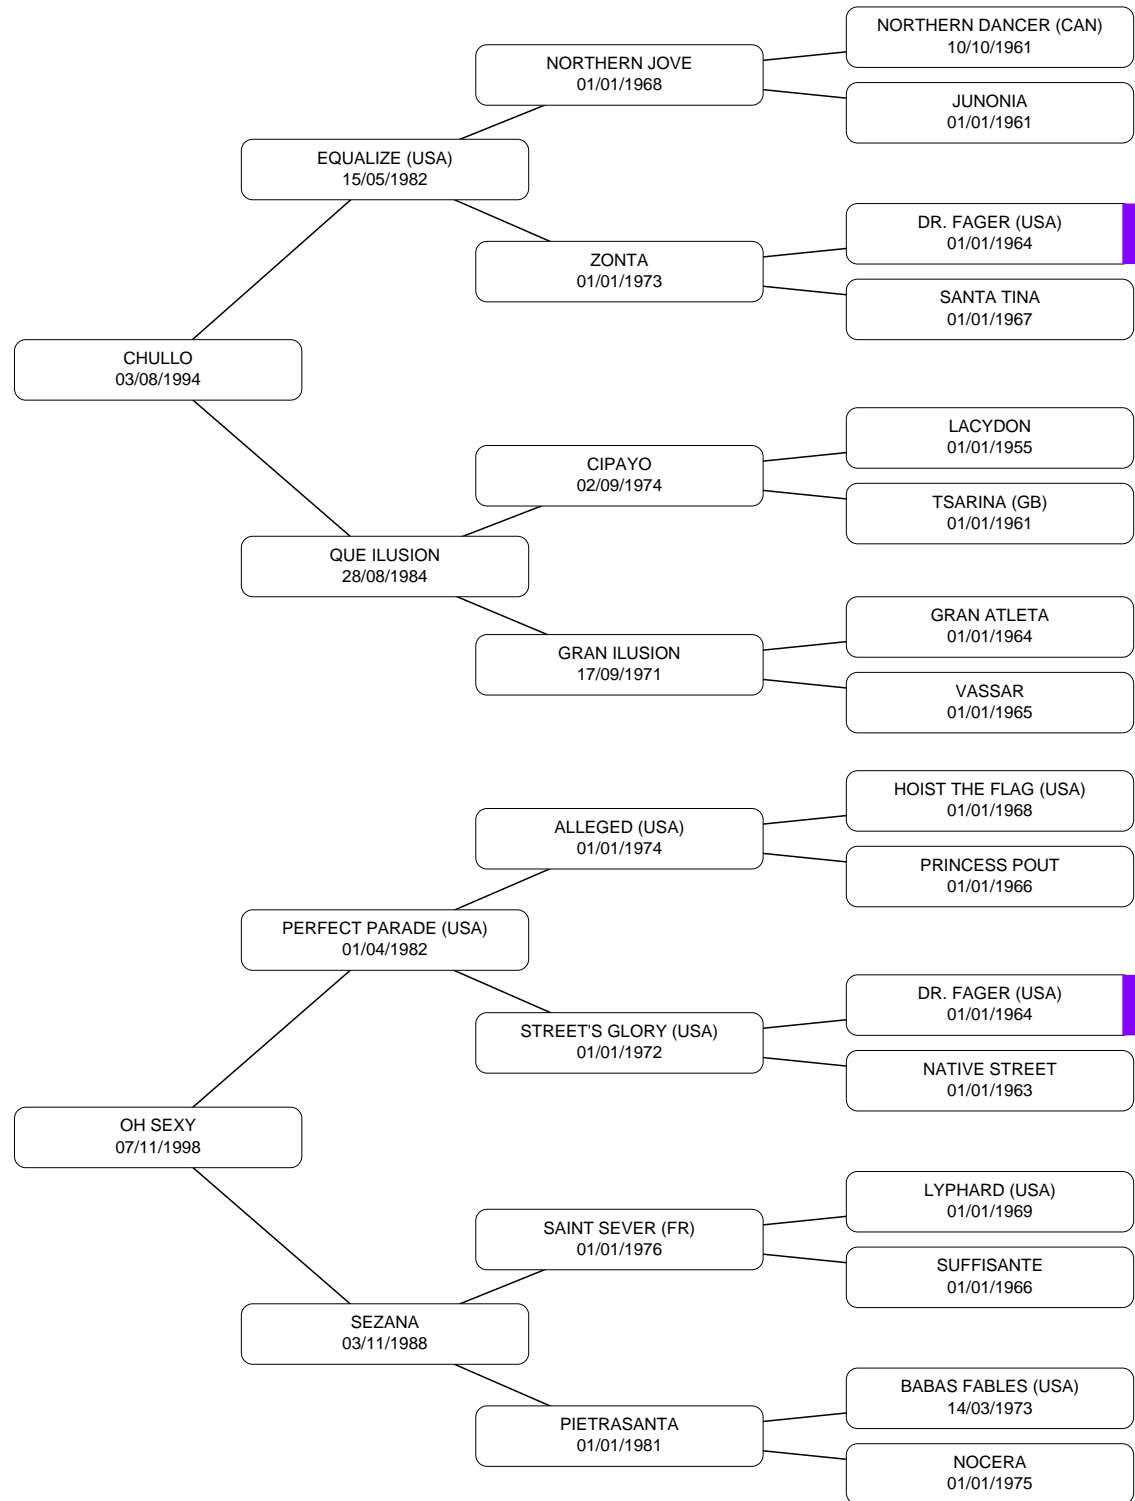 NORTHERN DANCER (CAN)
10/10/1961
NORTHERN JOVE
01/01/1968
JUNONIA
01/01/1961
EQUALIZE (USA)
15/05/1982
DR. FAGER (USA)
01/01/1964
ZONTA
01/01/1973
SANTA TINA
01/01/1967
CHULLO
03/08/1994
LACYDON
01/01/1955
CIPAYO
02/09/1974
TSARINA (GB)
01/01/1961
QUE ILUSION
28/08/1984
GRAN ATLETA
01/01/1964
GRAN ILUSION
17/09/1971
VASSAR
01/01/1965
HOIST THE FLAG (USA)
01/01/1968
ALLEGED (USA)
01/01/1974
PRINCESS POUT
01/01/1966
PERFECT PARADE (USA)
01/04/1982
DR. FAGER (USA)
01/01/1964
STREET'S GLORY (USA)
01/01/1972
NATIVE STREET
01/01/1963
OH SEXY
07/11/1998
LYPHARD (USA)
01/01/1969
SAINT SEVER (FR)
01/01/1976
SUFFISANTE
01/01/1966
SEZANA
03/11/1988
BABAS FABLES (USA)
14/03/1973
PIETRASANTA
01/01/1981
NOCERA
01/01/1975